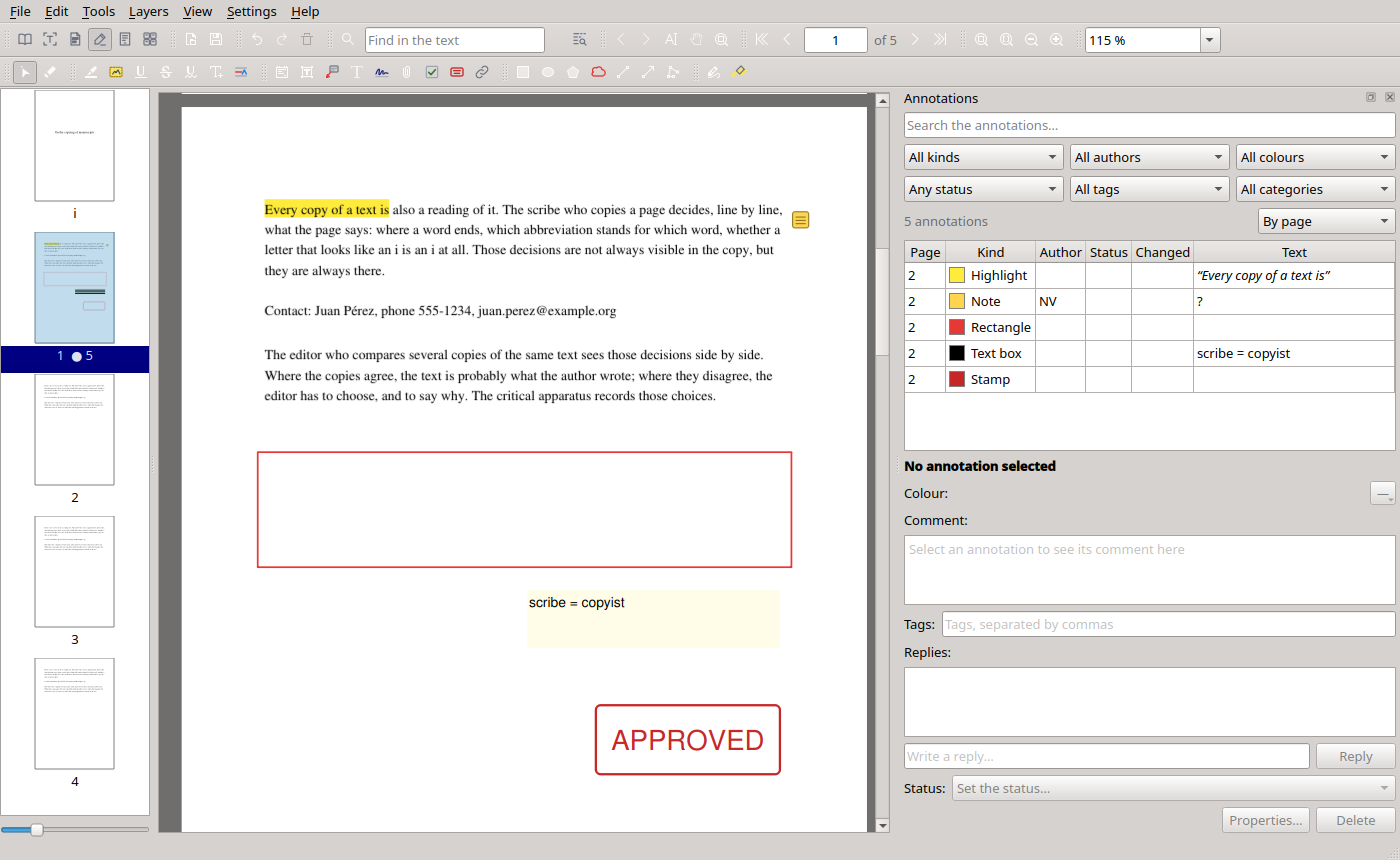 File Edit Tools Layers View Settings Help
Find in the text
1 of 5
115 %
i
1 5
2
3
4
Every copy of a text is also a reading of it. The scribe who copies a page decides, line by line,
what the page says: where a word ends, which abbreviation stands for which word, whether a
letter that looks like an i is an i at all. Those decisions are not always visible in the copy, but
they are always there.
Contact: Juan Pérez, phone 555-1234, juan.perez@example.org
The editor who compares several copies of the same text sees those decisions side by side.
Where the copies agree, the text is probably what the author wrote; where they disagree, the
editor has to choose, and to say why. The critical apparatus records those choices.
scribe = copyist
APPROVED
Annotations
Search the annotations...
All kinds All authors All colours
Any status All tags All categories
5 annotations By page
Page Kind Author Status Changed Text
2 Highlight “Every copy of a text is”
2 Note NV ?
2 Rectangle
2 Text box scribe = copyist
2 Stamp
No annotation selected
Colour: —
Comment:
Select an annotation to see its comment here
Tags: Tags, separated by commas
Replies:
Write a reply... Reply
Status: Set the status...
Properties... Delete